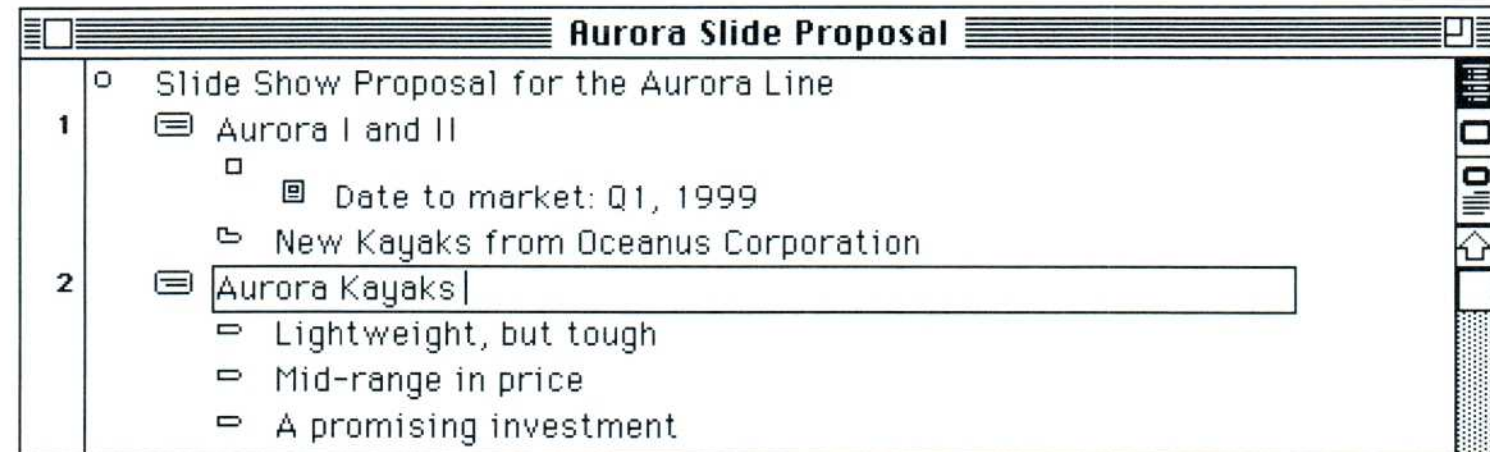 Aurora Slide Proposal
Slide Show Proposal for the Aurora Line
1 Aurora I and II
Date to market: Q1, 1999
New Kayaks from Oceanus Corporation
2 Aurora Kayaks
Lightweight, but tough
Mid-range in price
A promising investment